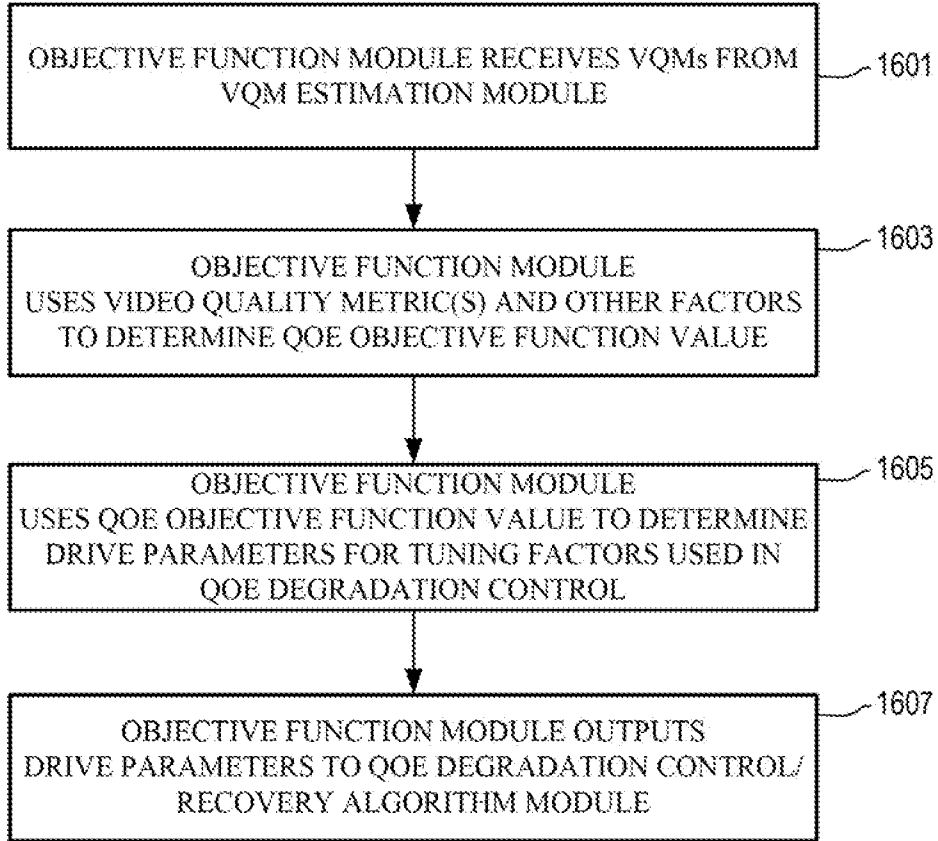 OBJECTIVE FUNCTION MODULE RECEIVES VQMs FROM
VQM ESTIMATION MODULE
1601
OBJECTIVE FUNCTION MODULE
USES VIDEO QUALITY METRIC(S) AND OTHER FACTORS
TO DETERMINE QOE OBJECTIVE FUNCTION VALUE
1603
OBJECTIVE FUNCTION MODULE
USES QOE OBJECTIVE FUNCTION VALUE TO DETERMINE
DRIVE PARAMETERS FOR TUNING FACTORS USED IN
QOE DEGRADATION CONTROL
1605
OBJECTIVE FUNCTION MODULE OUTPUTS
DRIVE PARAMETERS TO QOE DEGRADATION CONTROL/
RECOVERY ALGORITHM MODULE
1607